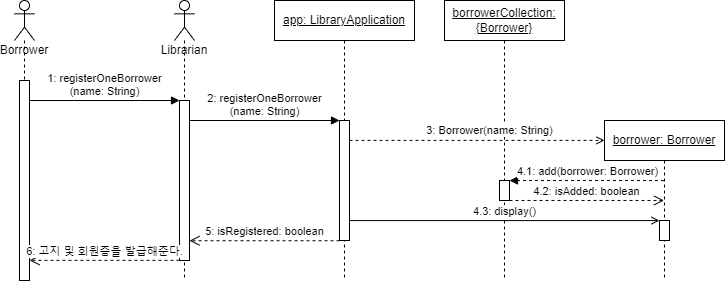 Borrower
Librarian
app: LibraryApplication
borrowerCollection:
{Borrower}
1: registerOneBorrower
(name: String)
2: registerOneBorrower
(name: String)
3: Borrower(name: String)
borrower: Borrower
4.1: add(borrower: Borrower)
4.2: isAdded: boolean
4.3: display()
5: isRegistered: boolean
6: 고지 및 회원증을 발급해준다.